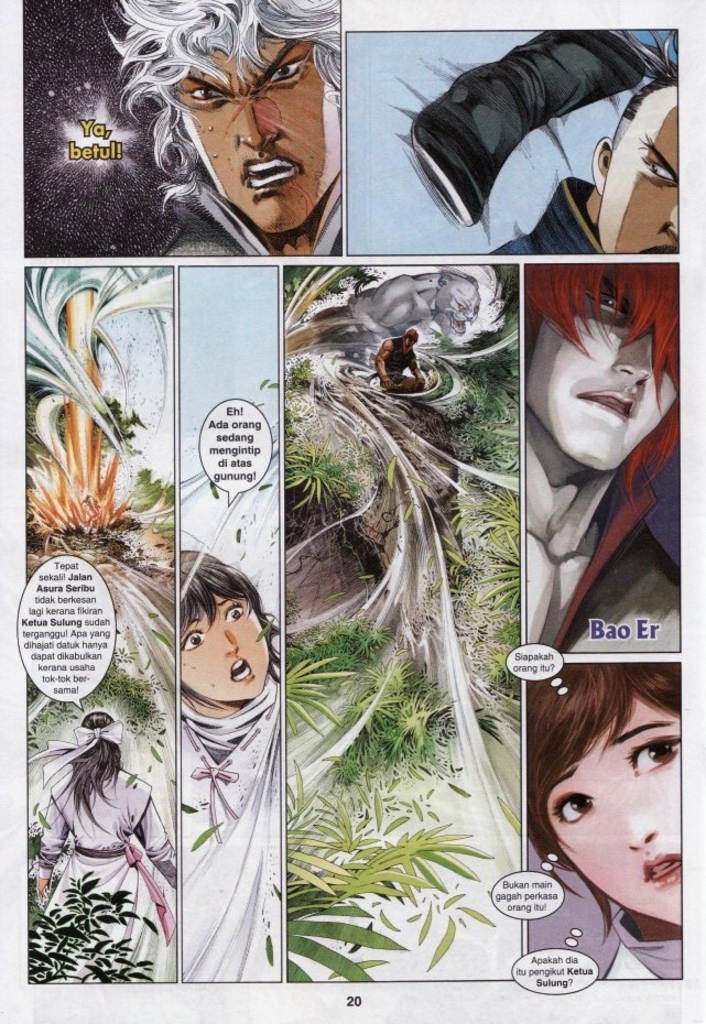 Ya,
betul!
Tepat
sekali! Jalan
Asura Seribu
tidak berkesan
lagi kerana fikiran
Ketua Sulung sudah
terganggu! Apa yang
dihajati datuk hanya
dapat dikabulkan
kerana usaha
tok-tok ber-
sama!
Eh!
Ada orang
sedang
mengintip
di atas
gunung!
Bao Er
Siapakah
orang itu?
Bukan main
gagah perkasa
orang itu!
Apakah dia
itu pengikut Ketua
Sulung?
20